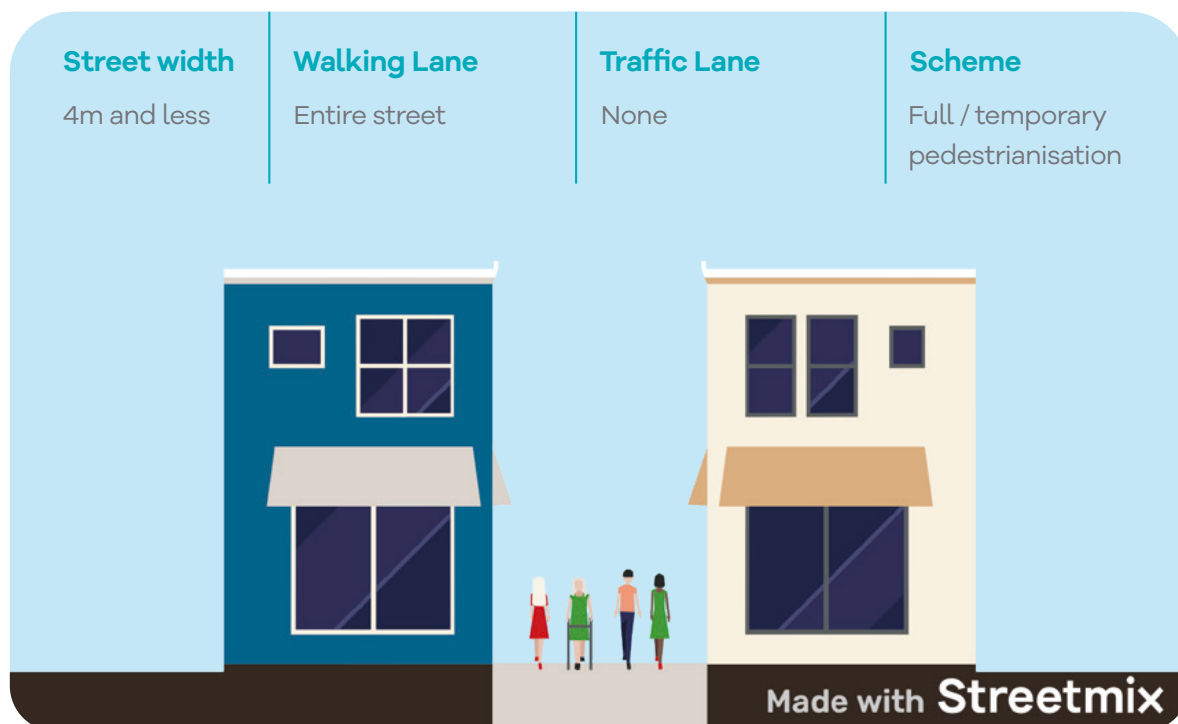 Street width
4m and less
Walking Lane
Entire street
Traffic Lane
None
Scheme
Full / temporary
pedestrianisation
Made with Streetmix